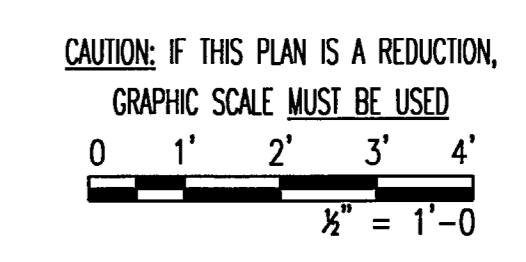 CAUTION: IF THIS PLAN IS A REDUCTION,
GRAPHIC SCALE MUST BE USED
0 1' 2' 3' 4'
½" = 1'-0